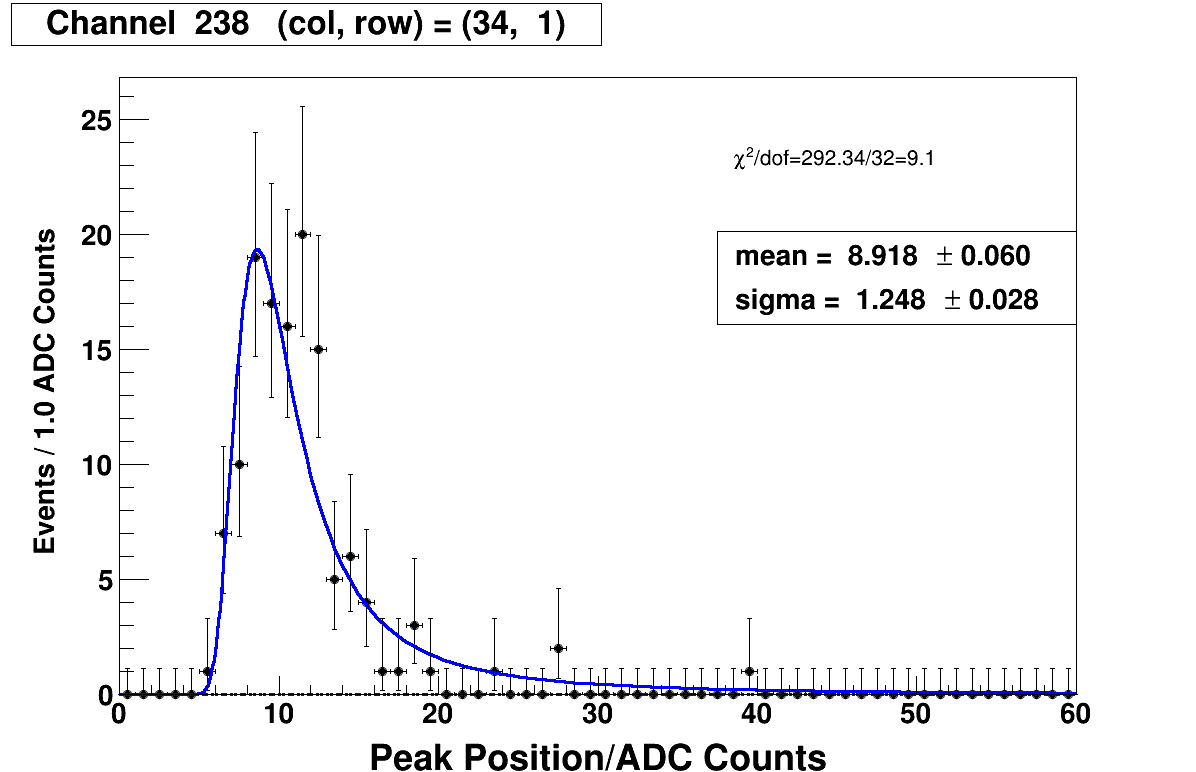 Channel 238 (col, row) = (34, 1)
25
20
15
10
5
0
Events / 1.0 ADC Counts
χ²/dof=292.34/32=9.1
mean = 8.918 ± 0.060
sigma = 1.248 ± 0.028
0 10 20 30 40 50 60
Peak Position/ADC Counts